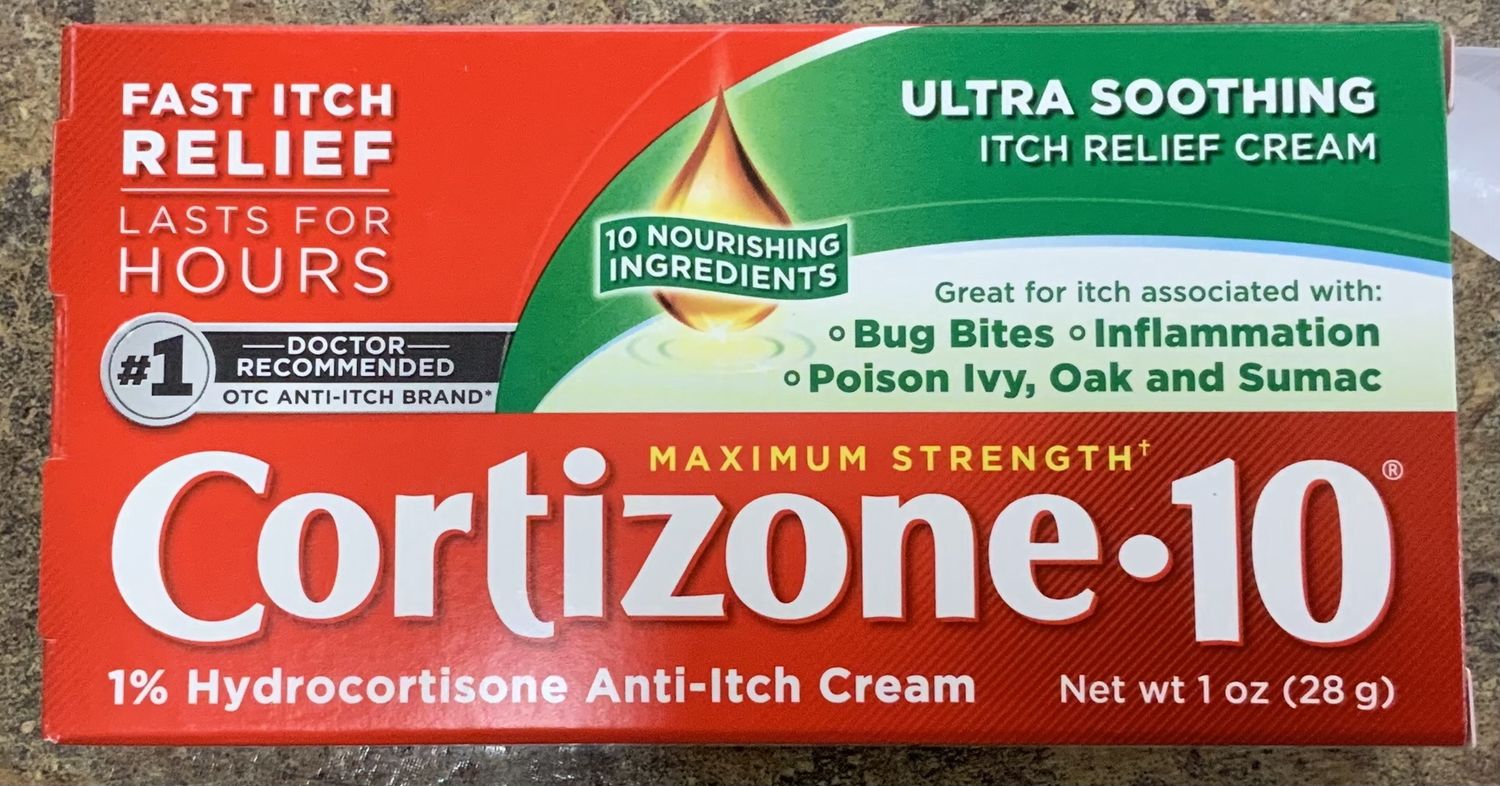 FAST ITCH
RELIEF
LASTS FOR
HOURS
#1
DOCTOR
RECOMMENDED
OTC ANTI-ITCH BRAND*
10 NOURISHING
INGREDIENTS
ULTRA SOOTHING
ITCH RELIEF CREAM
Great for itch associated with:
° Bug Bites ° Inflammation
° Poison Ivy, Oak and Sumac
MAXIMUM STRENGTH†
Cortizone•10®
1% Hydrocortisone Anti-Itch Cream
Net wt 1 oz (28 g)